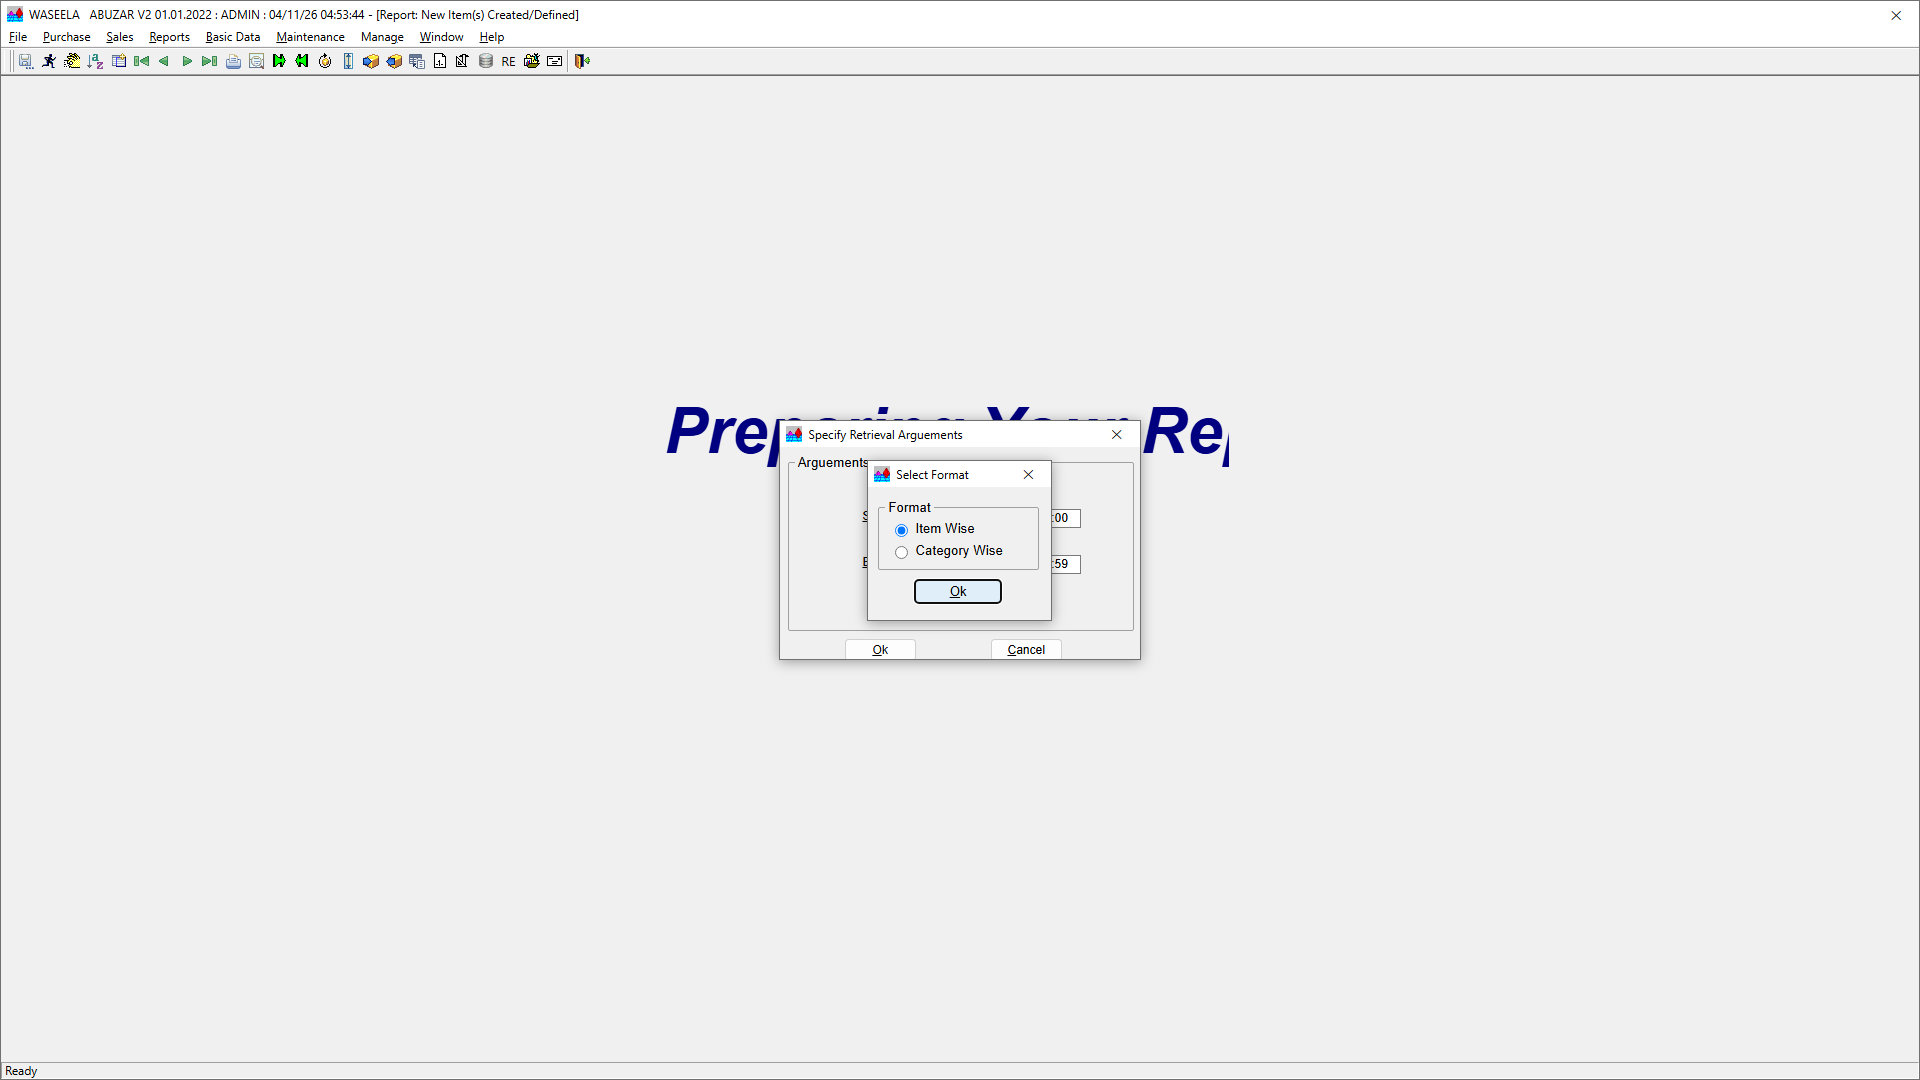 WASEELA   ABUZAR V2 01.01.2022 : ADMIN : 04/11/26 04:53:44 - [Report: New Item(s) Created/Defined]
File Purchase Sales Reports Basic Data Maintenance Manage Window Help
RE
Specify Retrieval Arguements
Arguements
Select Format
Format
Item Wise
Category Wise
Ok
:00
:59
Ok Cancel
Ready